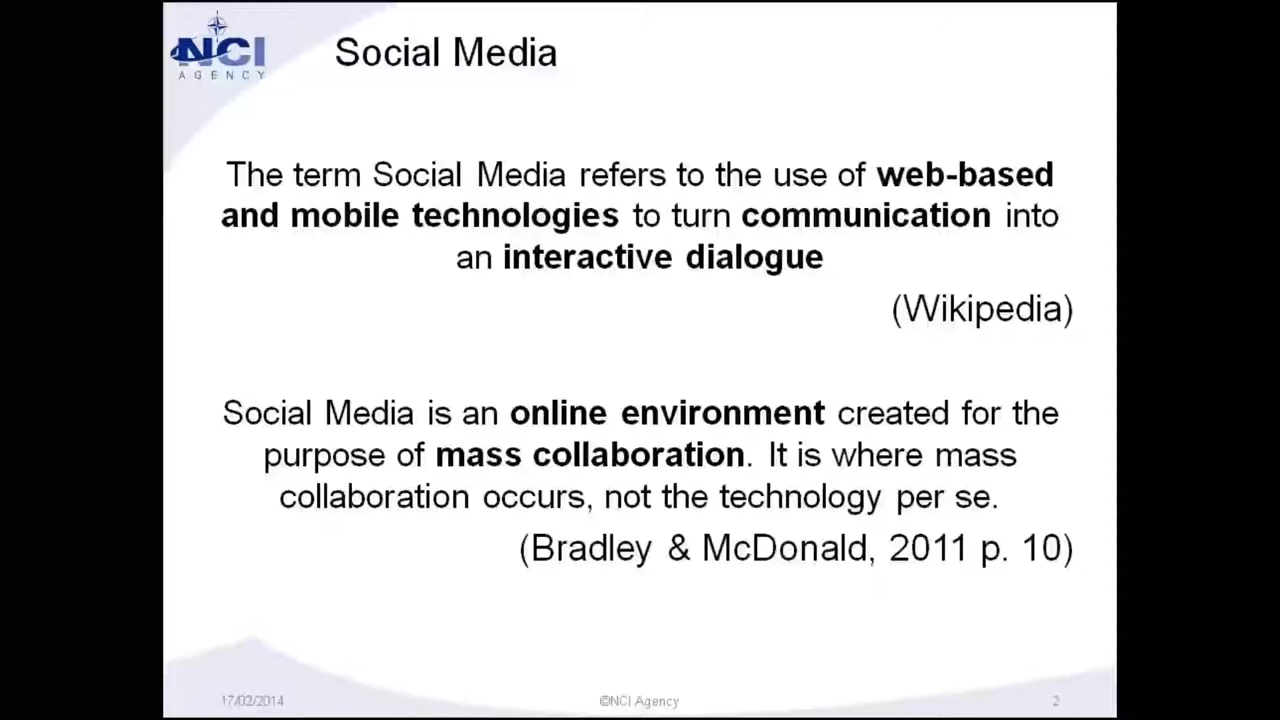 NCI
AGENCY
Social Media
The term Social Media refers to the use of web-based
and mobile technologies to turn communication into
an interactive dialogue
(Wikipedia)
Social Media is an online environment created for the
purpose of mass collaboration. It is where mass
collaboration occurs, not the technology per se.
(Bradley & McDonald, 2011 p. 10)
17/02/2014
©NCI Agency
2